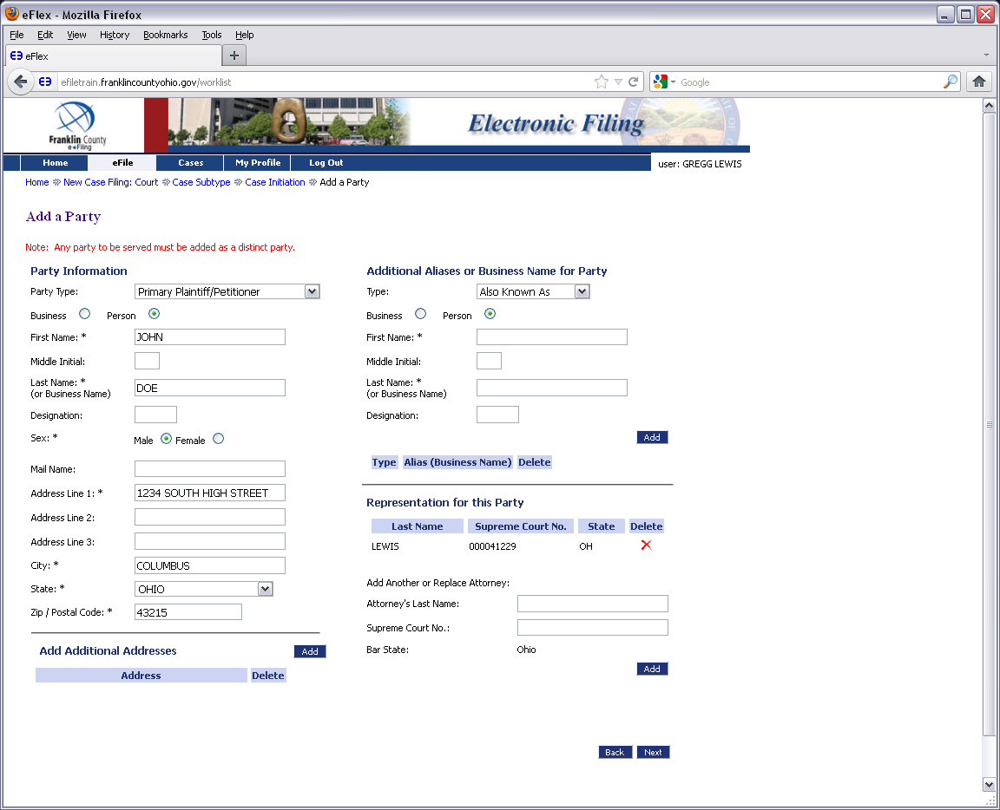 eFlex - Mozilla Firefox
File Edit View History Bookmarks Tools Help
eFlex
efiletrain.franklincountyohio.gov/worklist
Google
Franklin County
e★Filing
Electronic Filing
Home eFile Cases My Profile Log Out
user: GREGG LEWIS
Home ⇒ New Case Filing: Court ⇒ Case Subtype ⇒ Case Initiation ⇒ Add a Party
Add a Party
Note: Any party to be served must be added as a distinct party.
Party Information
Party Type: Primary Plaintiff/Petitioner
Business Person
First Name: * JOHN
Middle Initial:
Last Name: *
(or Business Name)
DOE
Designation:
Sex: * Male Female
Mail Name:
Address Line 1: * 1234 SOUTH HIGH STREET
Address Line 2:
Address Line 3:
City: * COLUMBUS
State: * OHIO
Zip / Postal Code: * 43215
Add Additional Addresses Add
Address Delete
Additional Aliases or Business Name for Party
Type: Also Known As
Business Person
First Name: *
Middle Initial:
Last Name: *
(or Business Name)
Designation:
Add
Type Alias (Business Name) Delete
Representation for this Party
Last Name Supreme Court No. State Delete
LEWIS 000041229 OH
Add Another or Replace Attorney:
Attorney's Last Name:
Supreme Court No.:
Bar State: Ohio
Add
Back Next